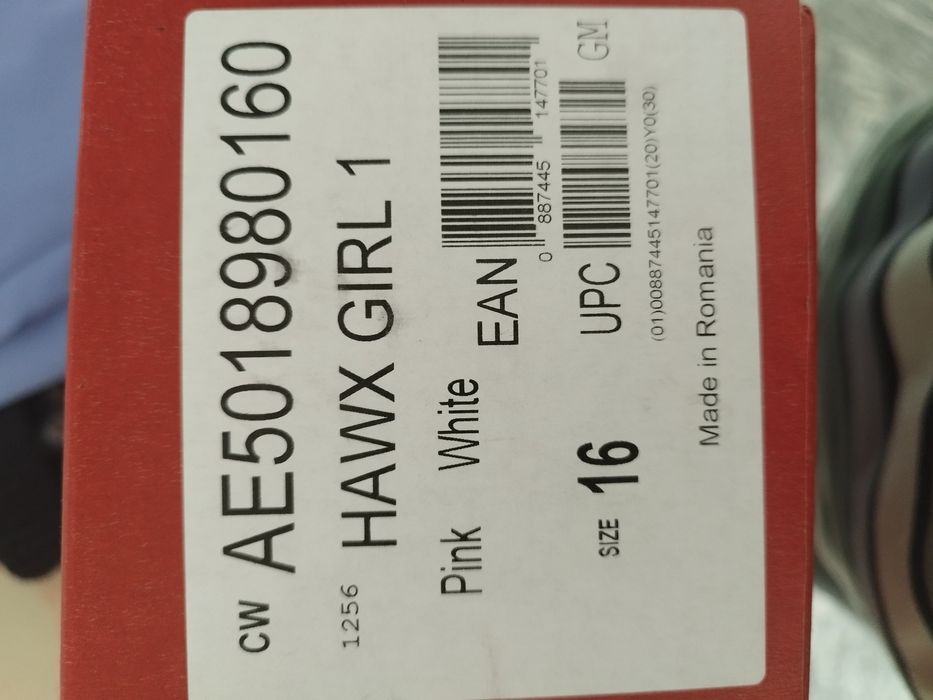 CW AE5018980160
1256 HAWX GIRL 1
Pink White
EAN
0 887445 147701
SIZE 16 UPC GM
(01)00887445147701(20)Y0(30)
Made in Romania